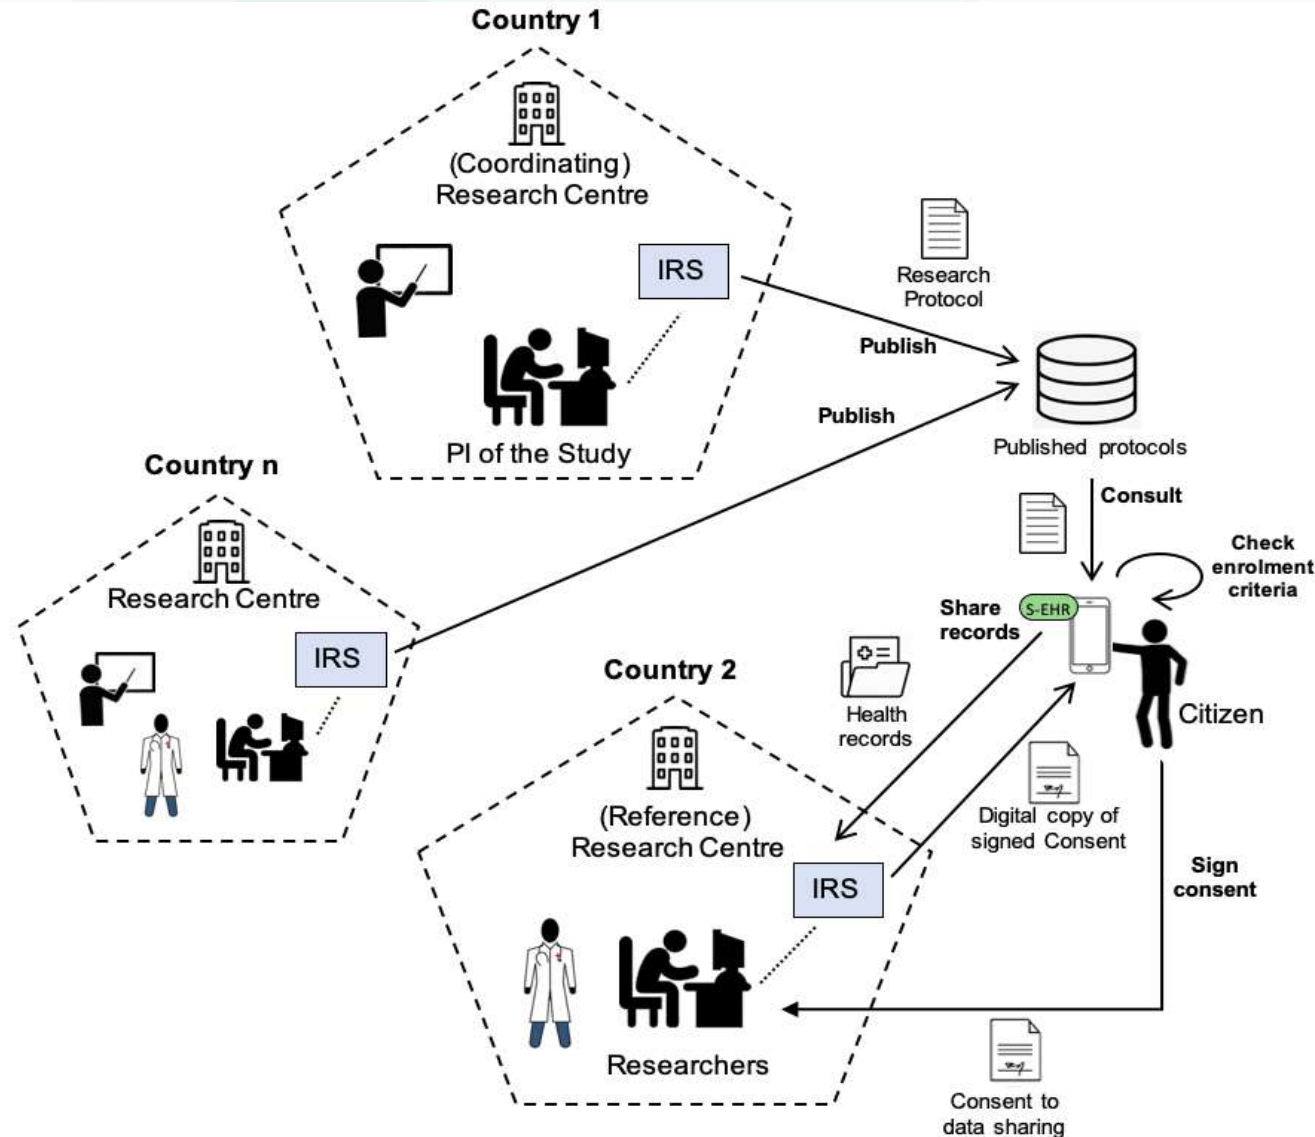 Country 1
(Coordinating)
Research Centre
IRS
PI of the Study
Research
Protocol
Publish
Publish
Published protocols
Consult
Check
enrolment
criteria
S-EHR
Share
records
Citizen
Health
records
Digital copy of
signed Consent
Sign
consent
Consent to
data sharing
Country n
Research Centre
IRS
Country 2
(Reference)
Research Centre
IRS
Researchers